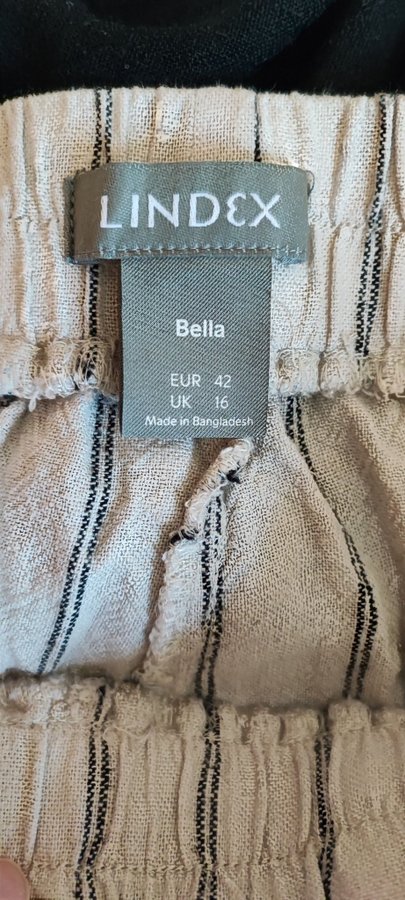 LINDEX
Bella
EUR 42
UK 16
Made in Bangladesh